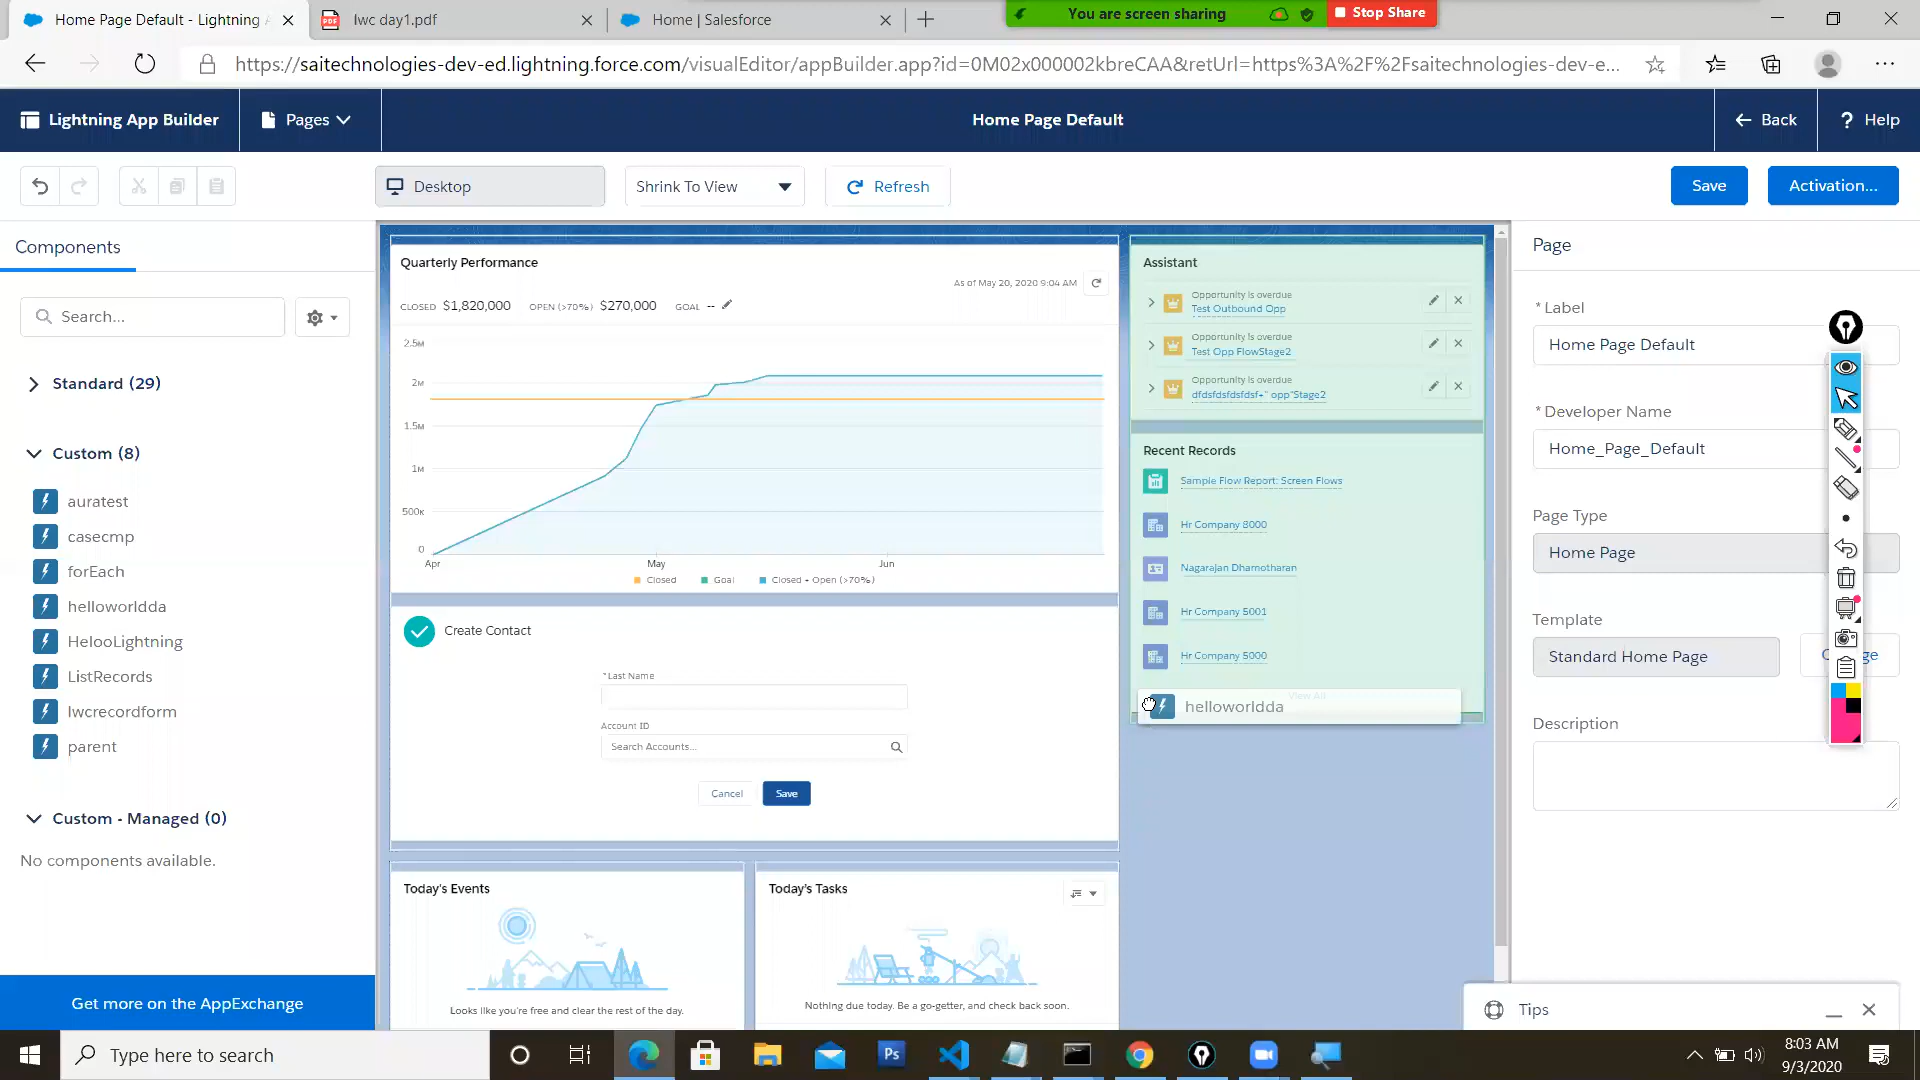 Home Page Default - Lightning A
lwc day1.pdf
Home | Salesforce
You are screen sharing
Stop Share
https://saitechnologies-dev-ed.lightning.force.com/visualEditor/appBuilder.app?id=0M02x000002kbreCAA&retUrl=https%3A%2F%2Fsaitechnologies-dev-e...
Lightning App Builder
Pages
Home Page Default
Back
? Help
Desktop
Shrink To View
Refresh
Save
Activation...
Components
Search...
Standard (29)
Custom (8)
auratest
casecmp
forEach
helloworldda
HelooLightning
ListRecords
lwcrecordform
parent
Custom - Managed (0)
No components available.
Get more on the AppExchange
Quarterly Performance
As of May 20, 2020 9:04 AM
CLOSED $1,820,000 OPEN (>70%) $270,000 GOAL --
2.5M
2M
1.5M
1M
500K
0
Apr
May
Jun
Closed
Goal
Closed + Open (>70%)
Create Contact
*Last Name
Account ID
Search Accounts...
Cancel
Save
Today's Events
Looks like you're free and clear the rest of the day.
Today's Tasks
Nothing due today. Be a go-getter, and check back soon.
Assistant
Opportunity is overdue
Test Outbound Opp
Opportunity is overdue
Test Opp FlowStage2
Opportunity is overdue
dfdsfdsfdsfdsf+" opp"Stage2
Recent Records
Sample Flow Report: Screen Flows
Hr Company 8000
Nagarajan Dhamotharan
Hr Company 5001
Hr Company 5000
View All
helloworldda
Page
*Label
Home Page Default
*Developer Name
Home_Page_Default
Page Type
Home Page
Template
Standard Home Page
Description
Tips
Type here to search
Ps
8:03 AM
9/3/2020